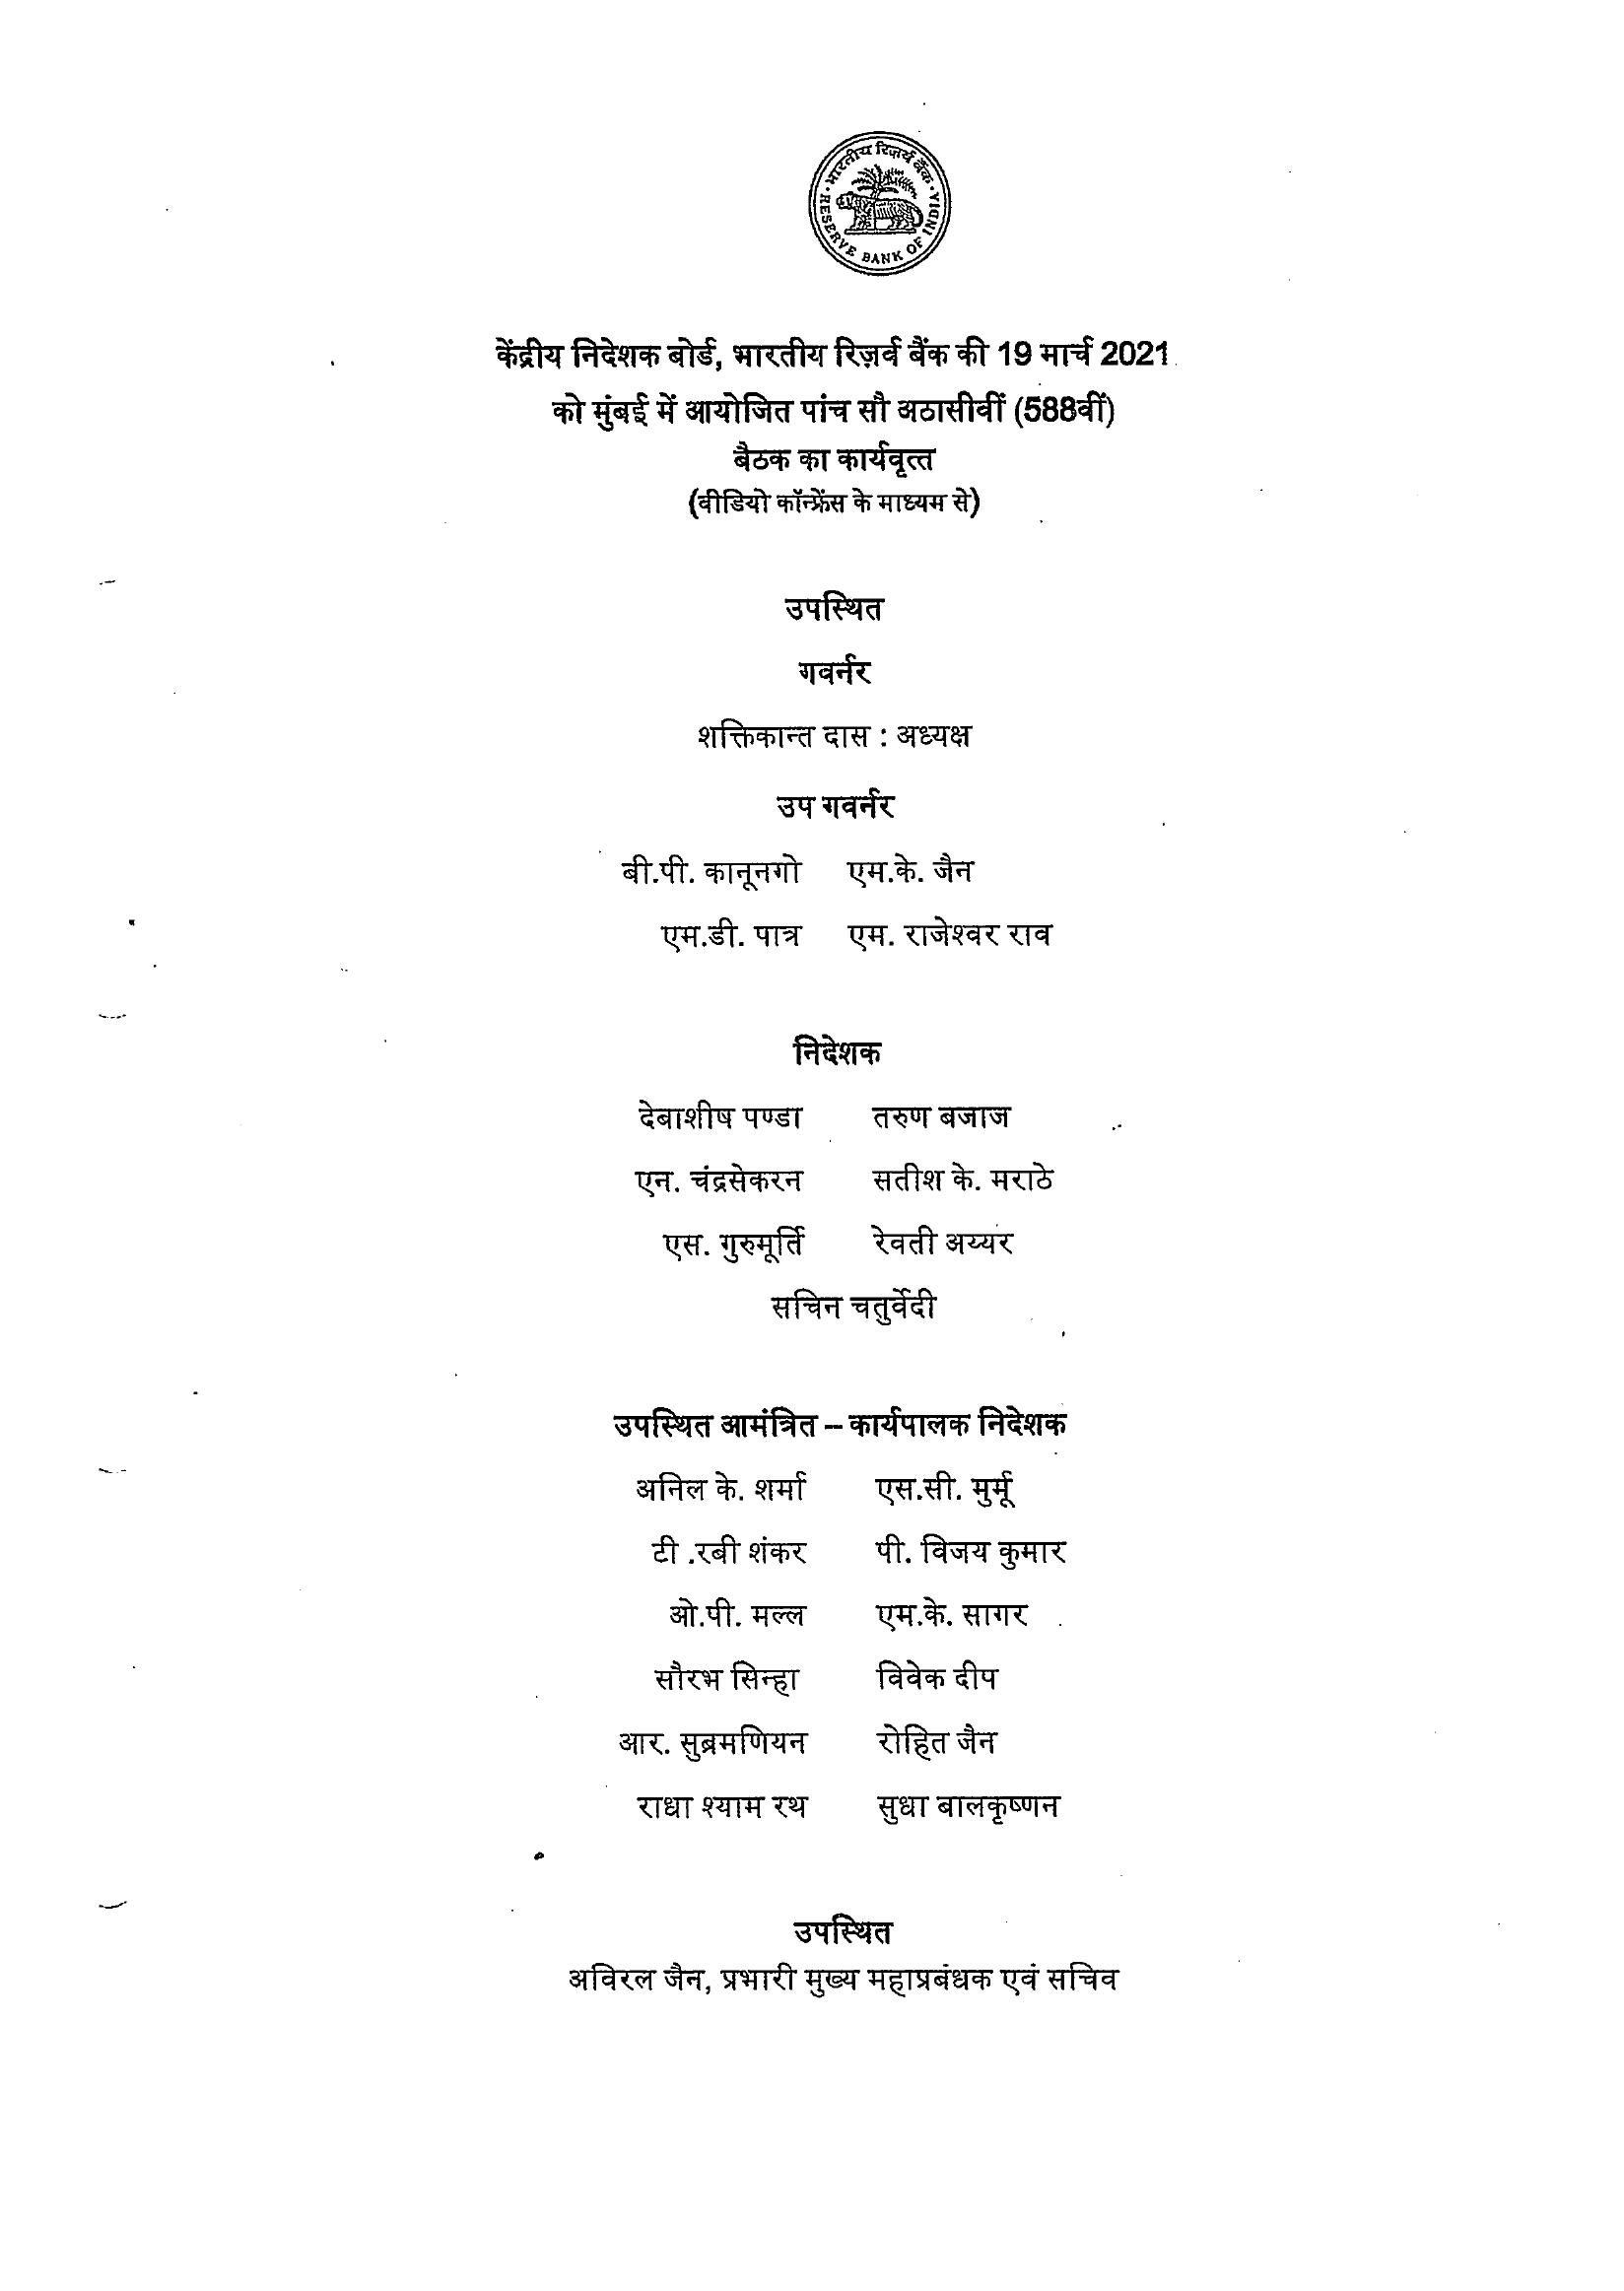 भारतीय रिज़र्व बैंक
RESERVE BANK OF INDIA
केंद्रीय निदेशक बोर्ड, भारतीय रिज़र्व बैंक की 19 मार्च 2021
को मुंबई में आयोजित पांच सौ अठासीवीं (588वीं)
बैठक का कार्यवृत्त
(वीडियो कॉन्फ्रेंस के माध्यम से)
उपस्थित
गवर्नर
शक्तिकान्त दास : अध्यक्ष
उप गवर्नर
बी.पी. कानूनगो एम.के. जैन
एम.डी. पात्र एम. राजेश्वर राव
निदेशक
देबाशीष पण्डा तरुण बजाज
एन. चंद्रसेकरन सतीश के. मराठे
एस. गुरुमूर्ति रेवती अय्यर
सचिन चतुर्वेदी
उपस्थित आमंत्रित – कार्यपालक निदेशक
अनिल के. शर्मा एस.सी. मुर्मू
टी .रबी शंकर पी. विजय कुमार
ओ.पी. मल्ल एम.के. सागर
सौरभ सिन्हा विवेक दीप
आर. सुब्रमणियन रोहित जैन
राधा श्याम रथ सुधा बालकृष्णन
उपस्थित
अविरल जैन, प्रभारी मुख्य महाप्रबंधक एवं सचिव